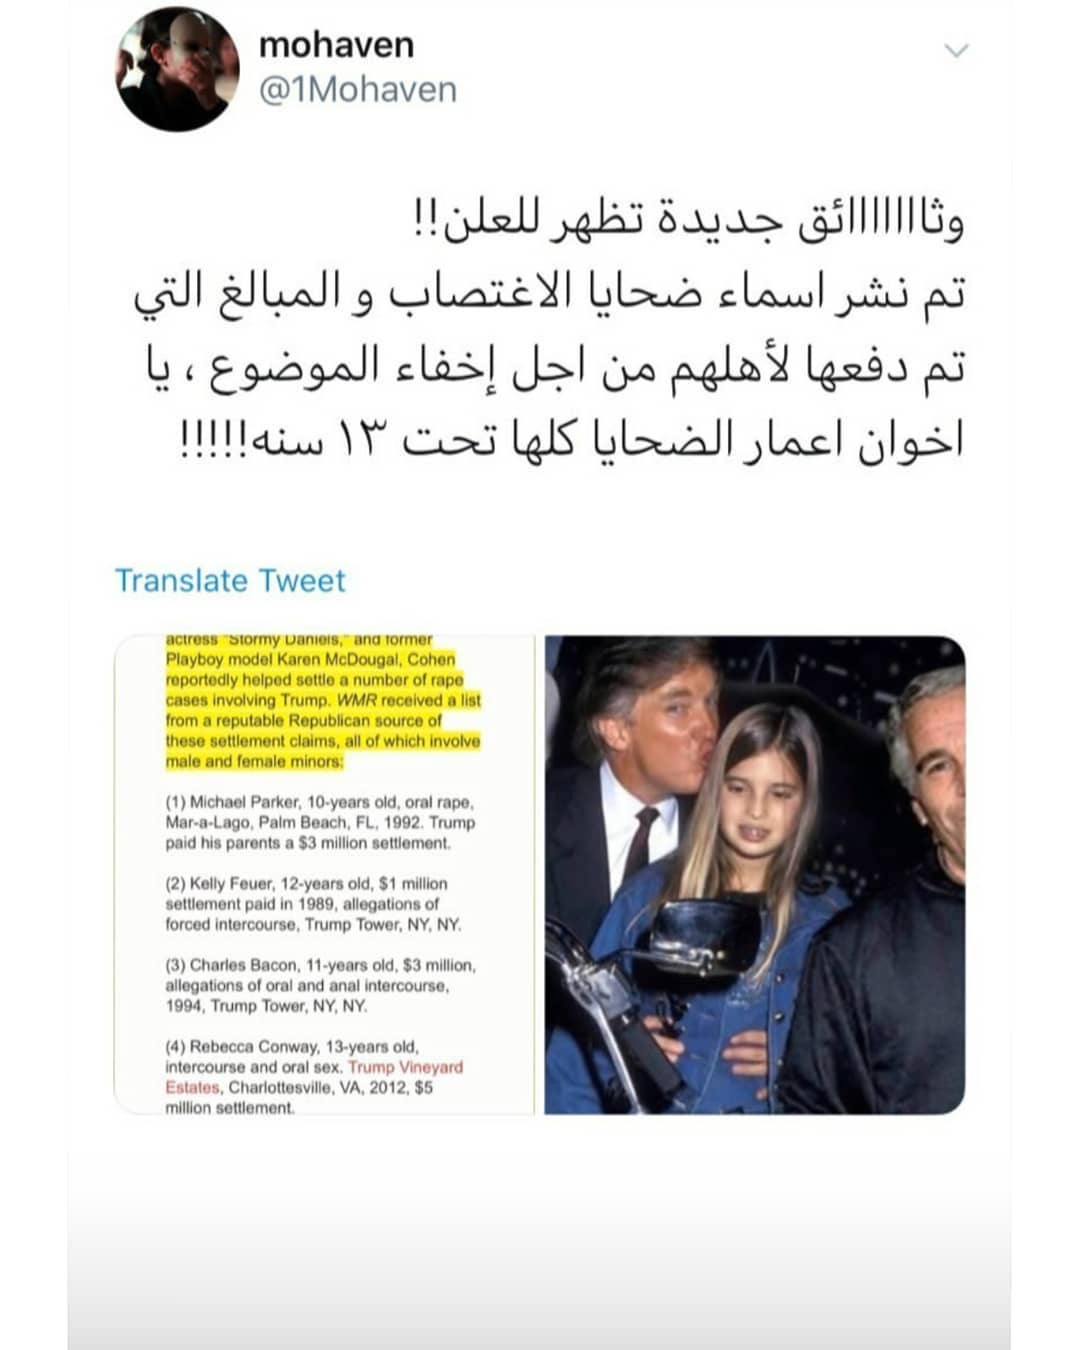 mohaven
@1Mohaven
وثااااااائق جديدة تظهر للعلن!!
تم نشر اسماء ضحايا الاغتصاب و المبالغ التي
تم دفعها لأهلهم من اجل إخفاء الموضوع ، يا
اخوان اعمار الضحايا كلها تحت ١٣ سنه!!!!!
Translate Tweet
actress "Stormy Daniels," and former
Playboy model Karen McDougal, Cohen
reportedly helped settle a number of rape
cases involving Trump. WMR received a list
from a reputable Republican source of
these settlement claims, all of which involve
male and female minors:
(1) Michael Parker, 10-years old, oral rape,
Mar-a-Lago, Palm Beach, FL, 1992. Trump
paid his parents a $3 million settlement.
(2) Kelly Feuer, 12-years old, $1 million
settlement paid in 1989, allegations of
forced intercourse, Trump Tower, NY, NY.
(3) Charles Bacon, 11-years old, $3 million,
allegations of oral and anal intercourse,
1994, Trump Tower, NY, NY.
(4) Rebecca Conway, 13-years old,
intercourse and oral sex. Trump Vineyard
Estates, Charlottesville, VA, 2012, $5
million settlement.